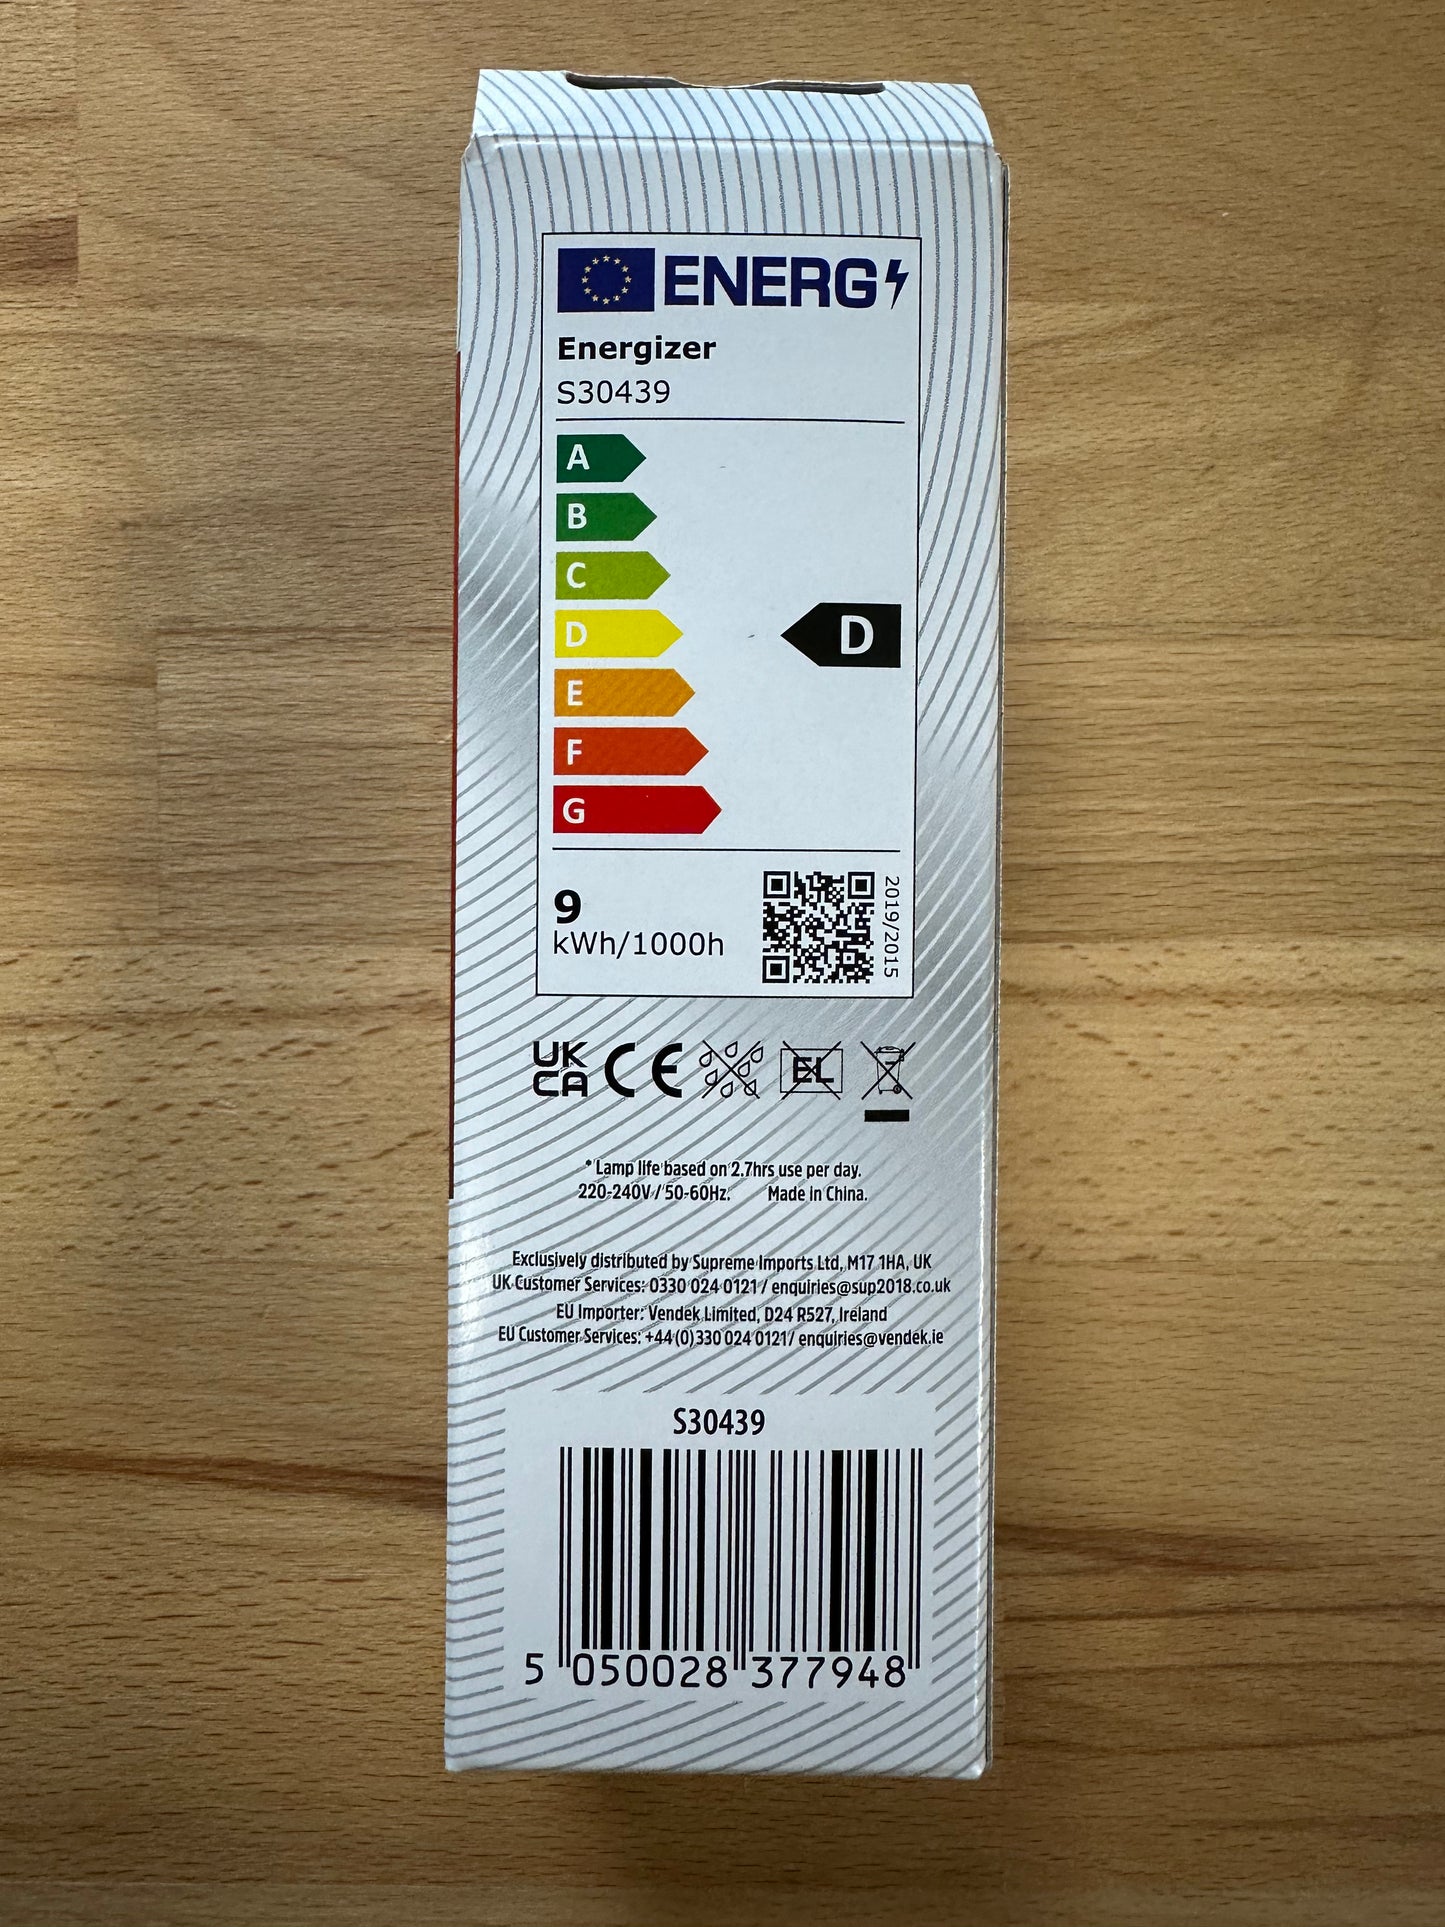 ENERG
Energizer
S30439
A
B
C
D
D
E
F
G
9
kWh/1000h
2019/2015
UK
CA
CE
EL
* Lamp life based on 2.7hrs use per day.
220-240V / 50-60Hz. Made in China.
Exclusively distributed by Supreme Imports Ltd, M17 1HA, UK
UK Customer Services: 0330 024 0121 / enquiries@sup2018.co.uk
EU Importer: Vendek Limited, D24 R527, Ireland
EU Customer Services: +44 (0) 330 024 0121/ enquiries@vendek.ie
S30439
5 050028 377948